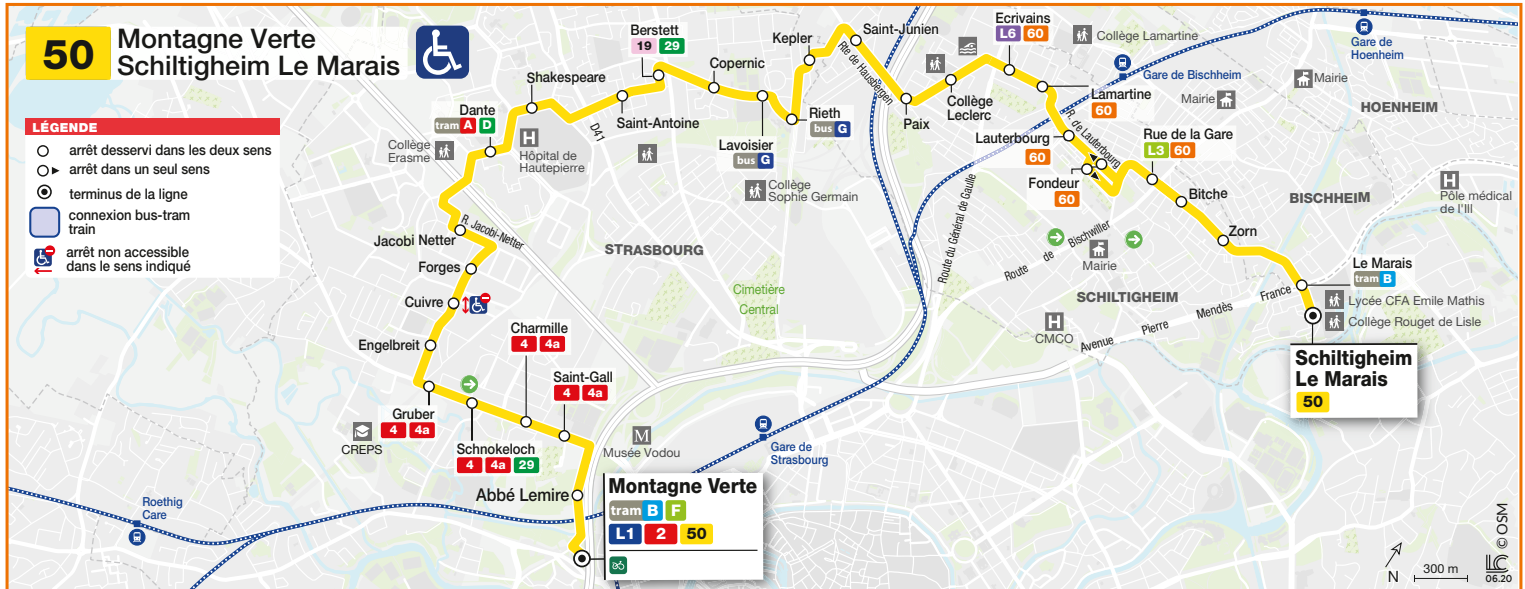 50
Montagne Verte
Schiltigheim Le Marais
LÉGENDE
arrêt desservi dans les deux sens
arrêt dans un seul sens
terminus de la ligne
connexion bus-tram
train
arrêt non accessible
dans le sens indiqué
Montagne Verte
tram B F
L1 2 50
Abbé Lemire
Saint-Gall
4 4a
Charmille
4 4a
Schnokeloch
4 4a 29
Gruber
4 4a
Engelbreit
Cuivre
Forges
Jacobi Netter
R. Jacobi-Netter
Dante
tram A D
Collège
Erasme
H
Hôpital de
Hautepierre
Shakespeare
D41
Saint-Antoine
Berstett
19 29
Copernic
Lavoisier
bus G
Collège
Sophie Germain
Rieth
bus G
Kepler
Saint-Junien
Rte de Hausbergen
Paix
Collège
Leclerc
Ecrivains
L6 60
Collège Lamartine
Lamartine
60
Gare de Bischheim
R. de Lauterbourg
Lauterbourg
60
Fondeur
60
Rue de la Gare
L3 60
Bitche
Zorn
Le Marais
tram B
Lycée CFA Emile Mathis
Collège Rouget de Lisle
Schiltigheim
Le Marais
50
Gare de
Hoenheim
Mairie
Mairie
HOENHEIM
BISCHHEIM
H
Pôle médical
de l'Ill
Route du Général de Gaulle
Route de Bischwiller
Mairie
SCHILTIGHEIM
H
CMCO
Avenue Pierre Mendès France
STRASBOURG
Cimetière
Central
CREPS
M
Musée Vodou
Gare de
Strasbourg
Roethig
Care
N
300 m
LC
06.20
© OSM